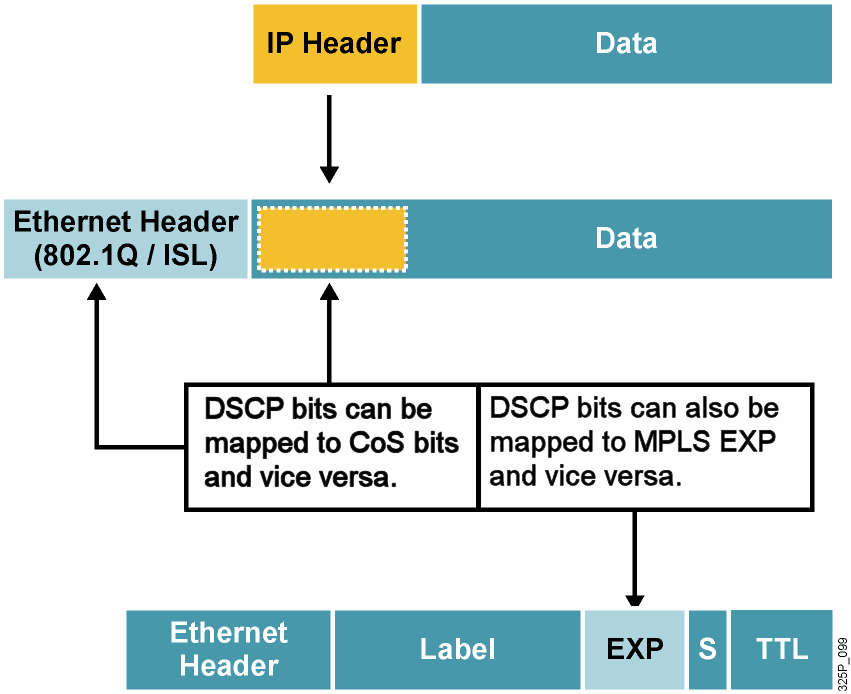 IP Header
Data
Ethernet Header
(802.1Q / ISL)
Data
DSCP bits can be
mapped to CoS bits
and vice versa.
DSCP bits can also be
mapped to MPLS EXP
and vice versa.
Ethernet
Header
Label
EXP
S
TTL
325P_099